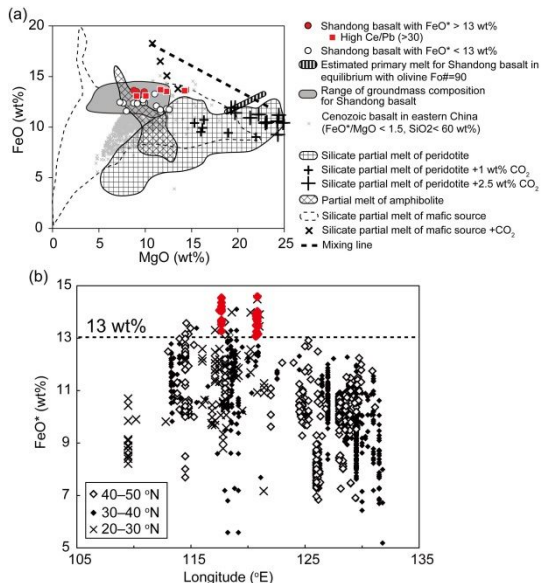 (a)
20
15
10
5
0
FeO (wt%)
0 5 10 15 20 25
MgO (wt%)
Shandong basalt with FeO* > 13 wt%
High Ce/Pb (>30)
Shandong basalt with FeO* < 13 wt%
Estimated primary melt for Shandong basalt in
equilibrium with olivine Fo#=90
Range of groundmass composition
for Shandong basalt
Cenozoic basalt in eastern China
(FeO*/MgO < 1.5, SiO2< 60 wt%)
Silicate partial melt of peridotite
Silicate partial melt of peridotite +1 wt% CO₂
Silicate partial melt of peridotite +2.5 wt% CO₂
Partial melt of amphibolite
Silicate partial melt of mafic source
Silicate partial melt of mafic source +CO₂
Mixing line
(b)
15
13
11
9
7
5
FeO* (wt%)
13 wt%
40–50 °N
30–40 °N
20–30 °N
105 115 125 135
Longitude (°E)